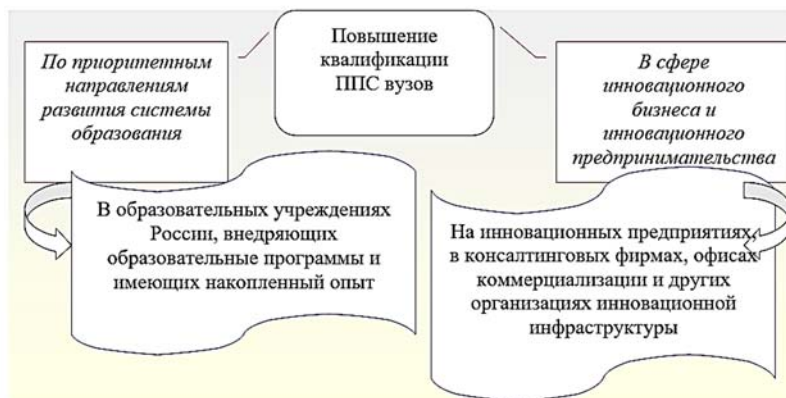 Повышение
квалификации
ППС вузов
По приоритетным
направлениям
развития системы
образования
В сфере
инновационного
бизнеса и
инновационного
предпринимательства
В образовательных учреждениях
России, внедряющих
образовательные программы и
имеющих накопленный опыт
На инновационных предприятиях,
в консалтинговых фирмах, офисах
коммерциализации и других
организациях инновационной
инфраструктуры